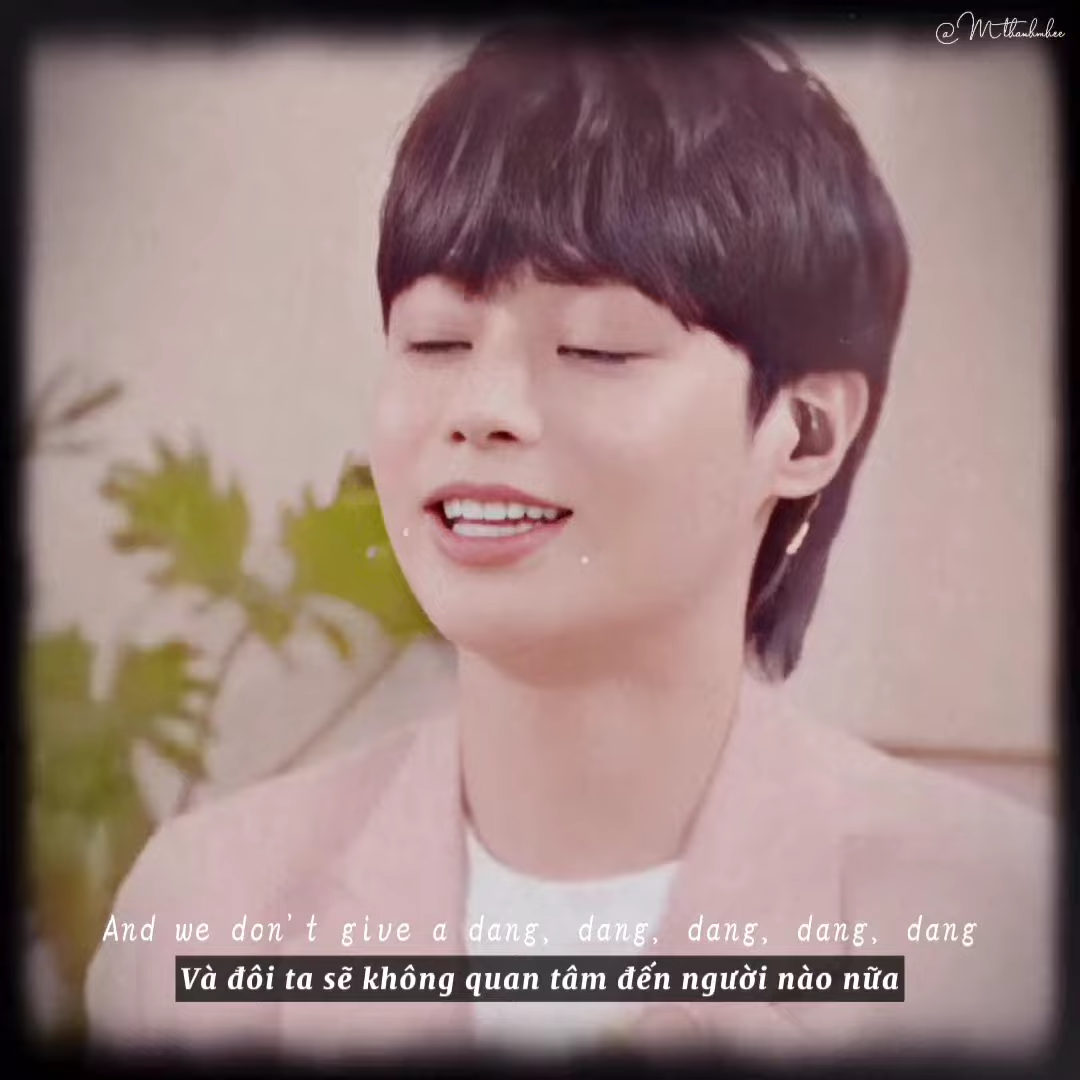 @Mthanhmbee
And we don't give a dang, dang, dang, dang, dang
Và đôi ta sẽ không quan tâm đến người nào nữa